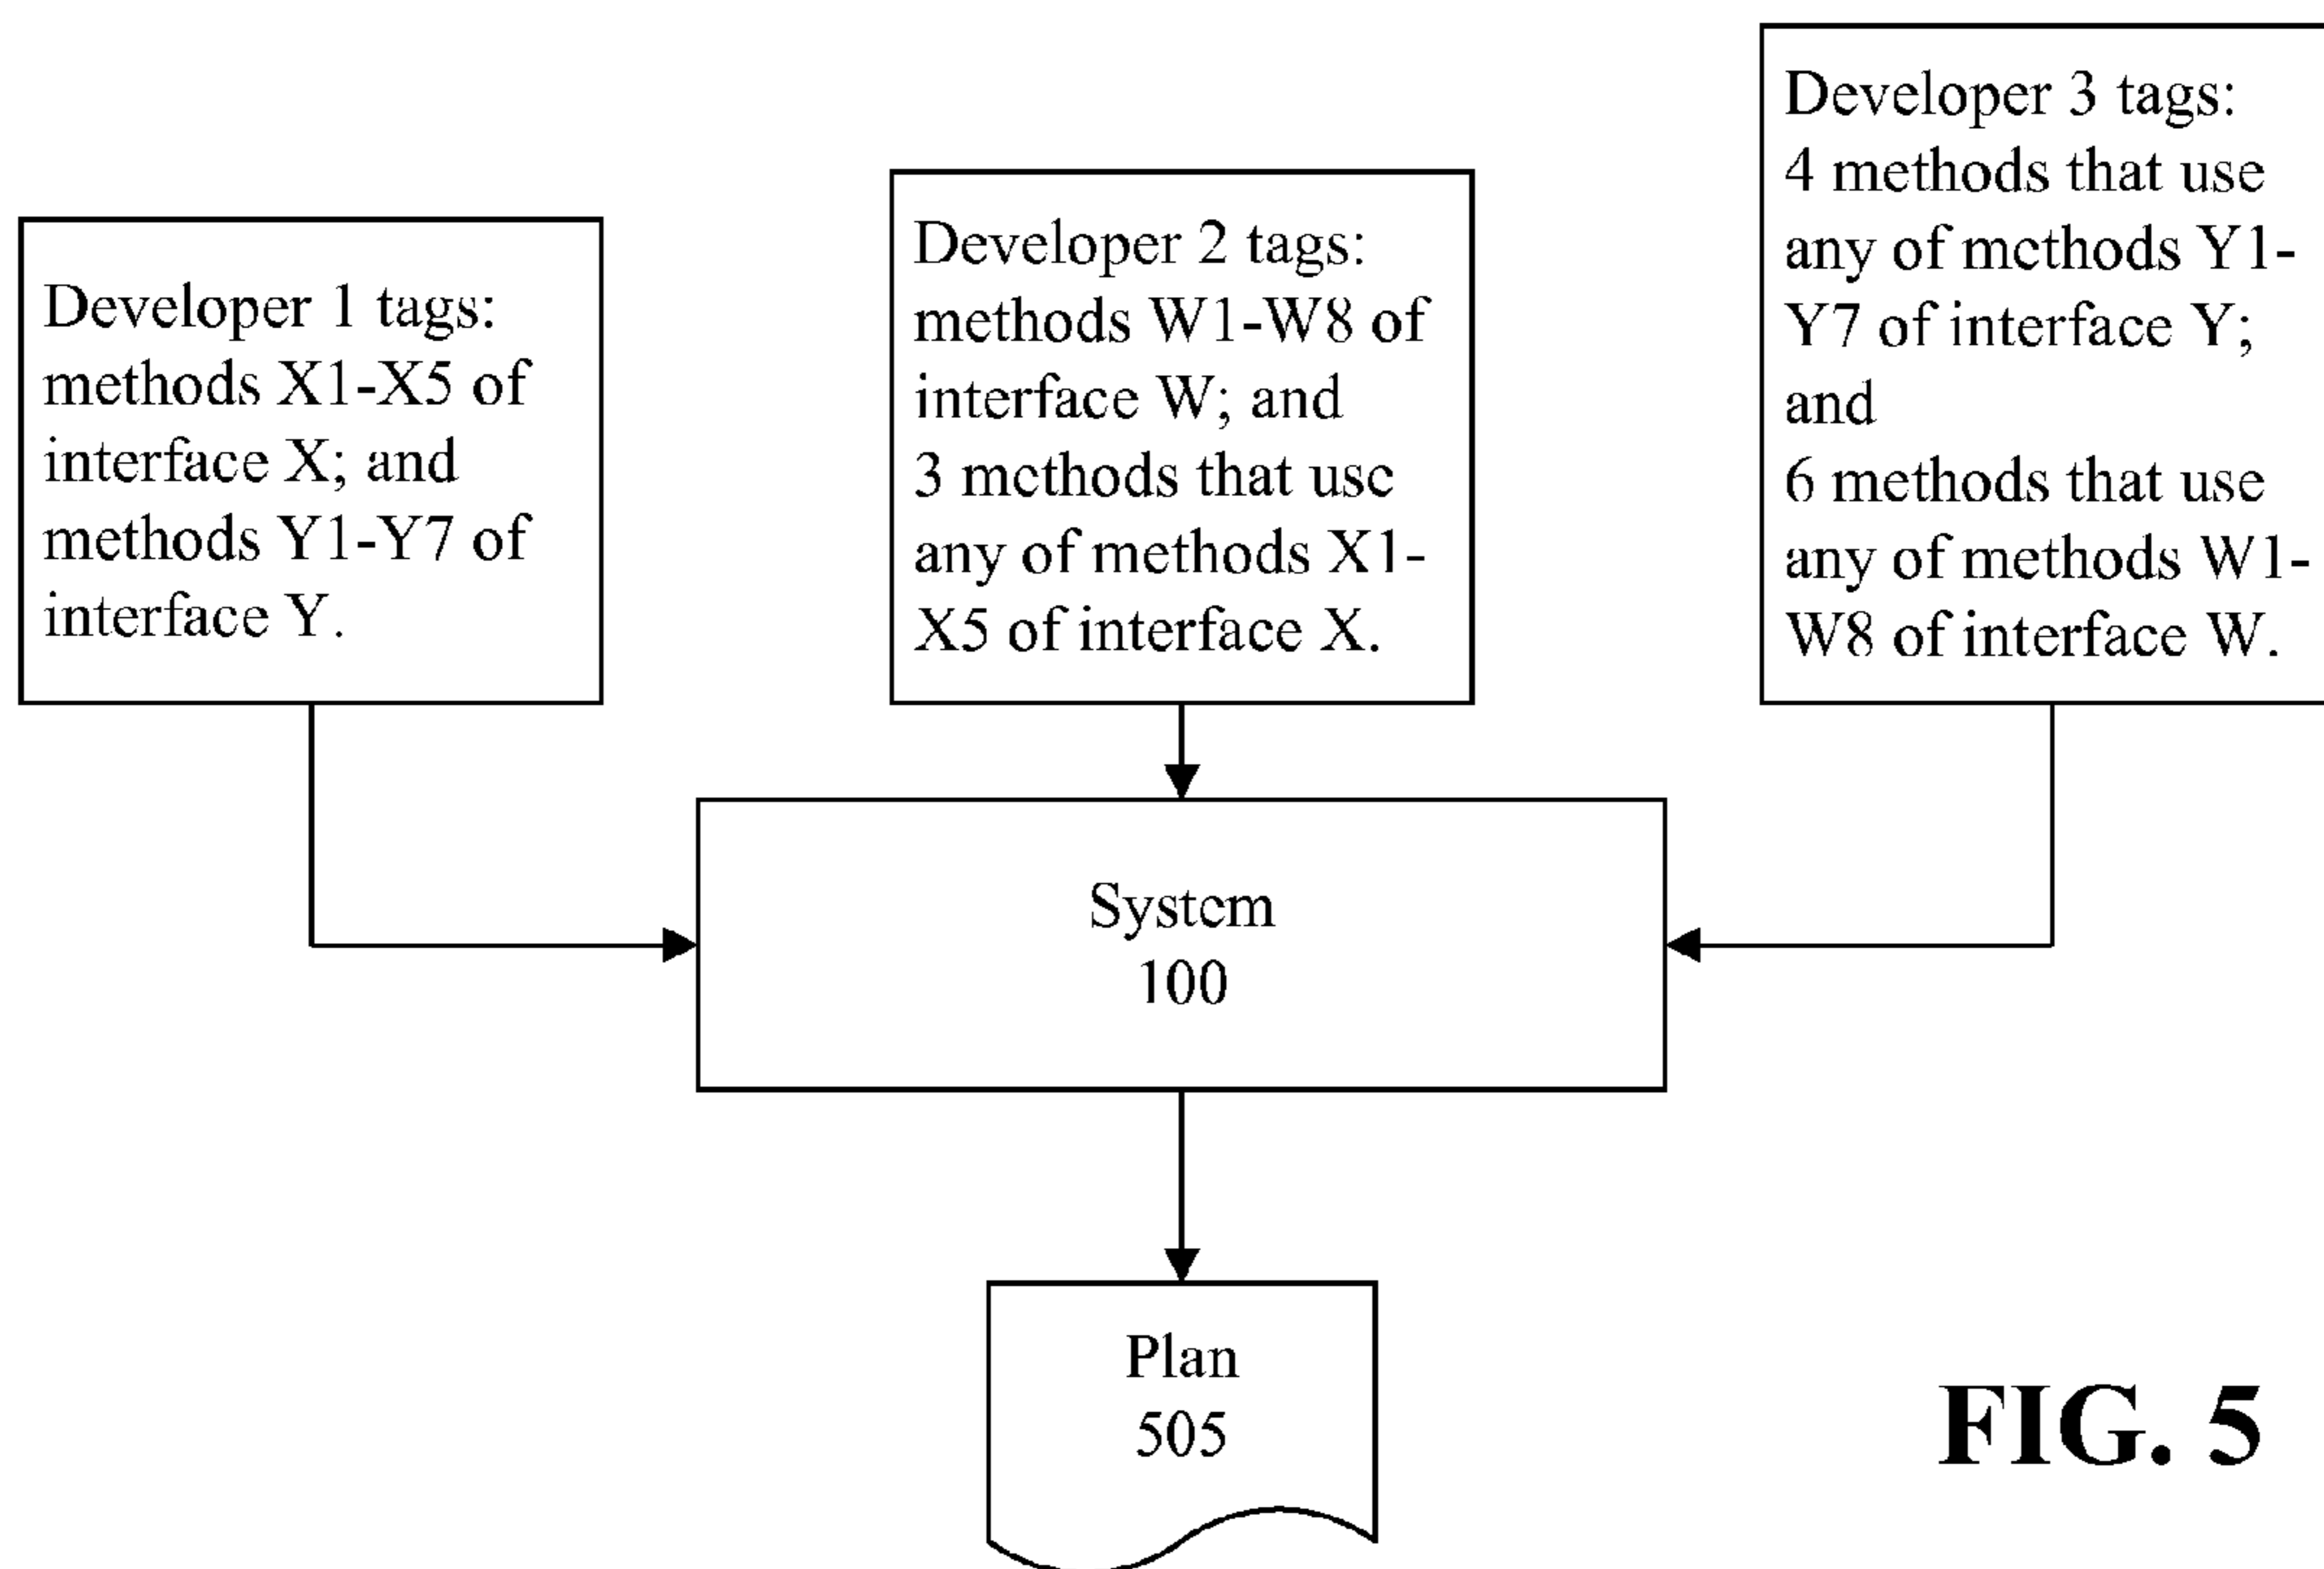 Developer 1 tags:
methods X1-X5 of
interface X; and
methods Y1-Y7 of
interface Y.
Developer 2 tags:
methods W1-W8 of
interface W; and
3 methods that use
any of methods X1-
X5 of interface X.
Developer 3 tags:
4 methods that use
any of methods Y1-
Y7 of interface Y;
and
6 methods that use
any of methods W1-
W8 of interface W.
System
100
Plan
505
FIG. 5